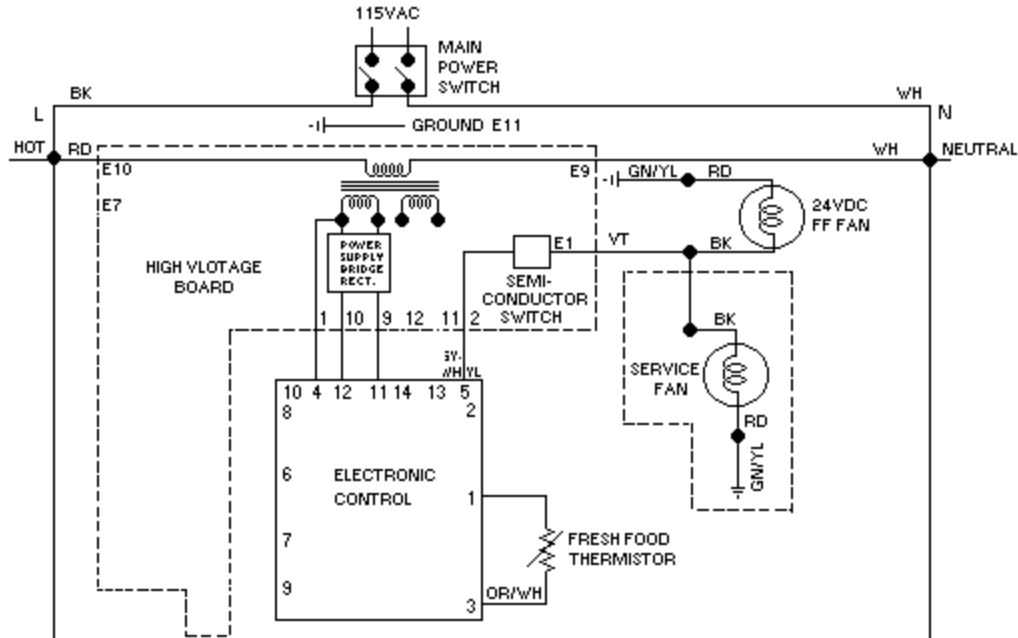 115VAC
MAIN
POWER
SWITCH
BK
WH
L
N
GROUND E11
HOT
RD
WH
NEUTRAL
E10
E9
GN/YL
RD
E7
24VDC
FF FAN
POWER
SUPPLY
BRIDGE
RECT.
E1
VT
BK
HIGH VLOTAGE
BOARD
SEMI-
CONDUCTOR
SWITCH
1 10 9 12 11 2
BK
SERVICE
FAN
WH YL
10 4 12 11 14 13 5
8
2
RD
GN/YL
6
ELECTRONIC
CONTROL
1
7
FRESH FOOD
THERMISTOR
9
OR/WH
3